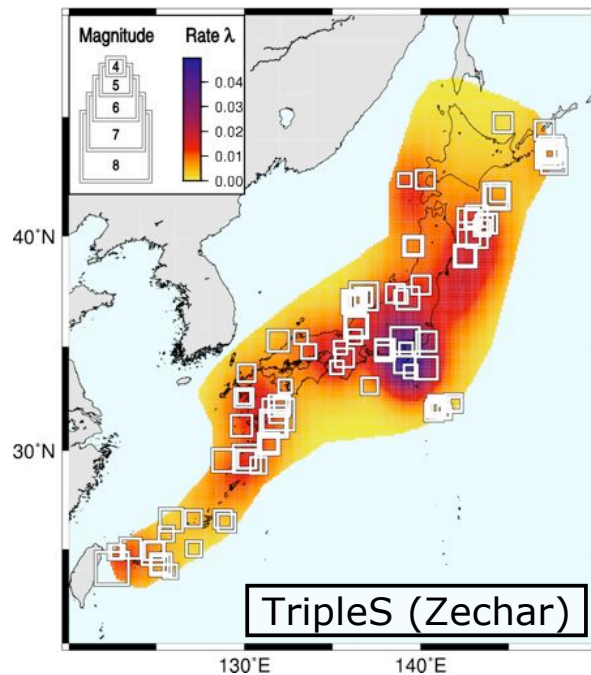 Magnitude
4
5
6
7
8
Rate λ
0.04
0.03
0.02
0.01
0.00
40˚N
30˚N
130˚E
140˚E
TripleS (Zechar)